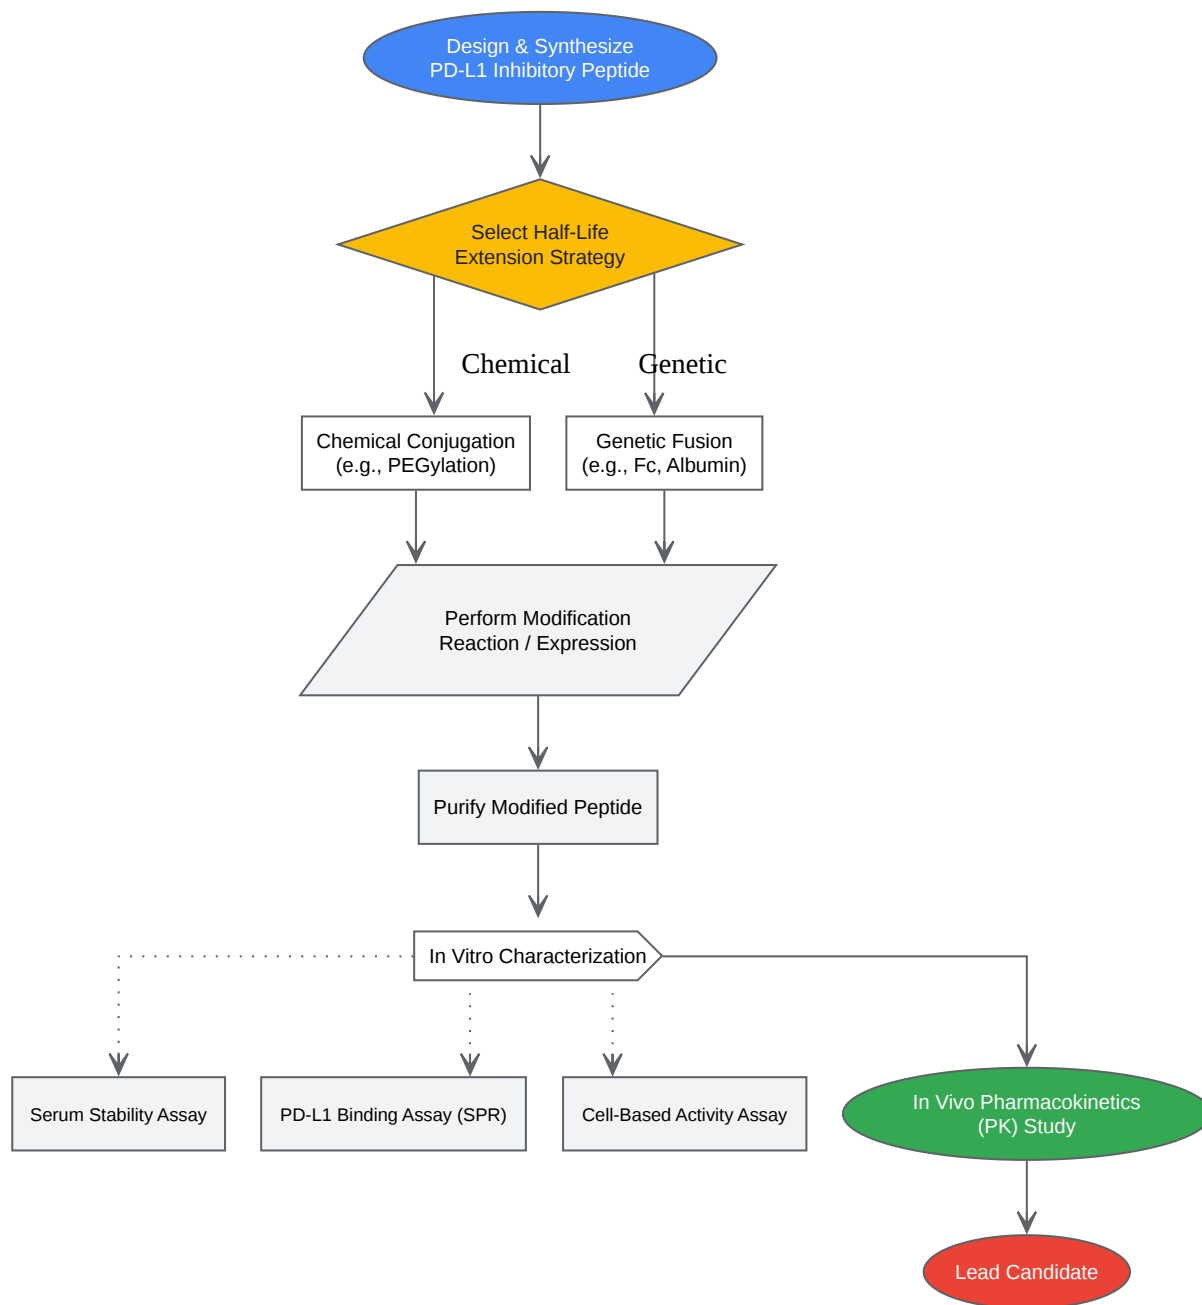 Design & Synthesize
PD-L1 Inhibitory Peptide
Select Half-Life
Extension Strategy
Chemical
Genetic
Chemical Conjugation
(e.g., PEGylation)
Genetic Fusion
(e.g., Fc, Albumin)
Perform Modification
Reaction / Expression
Purify Modified Peptide
In Vitro Characterization
Serum Stability Assay
PD-L1 Binding Assay (SPR)
Cell-Based Activity Assay
In Vivo Pharmacokinetics
(PK) Study
Lead Candidate